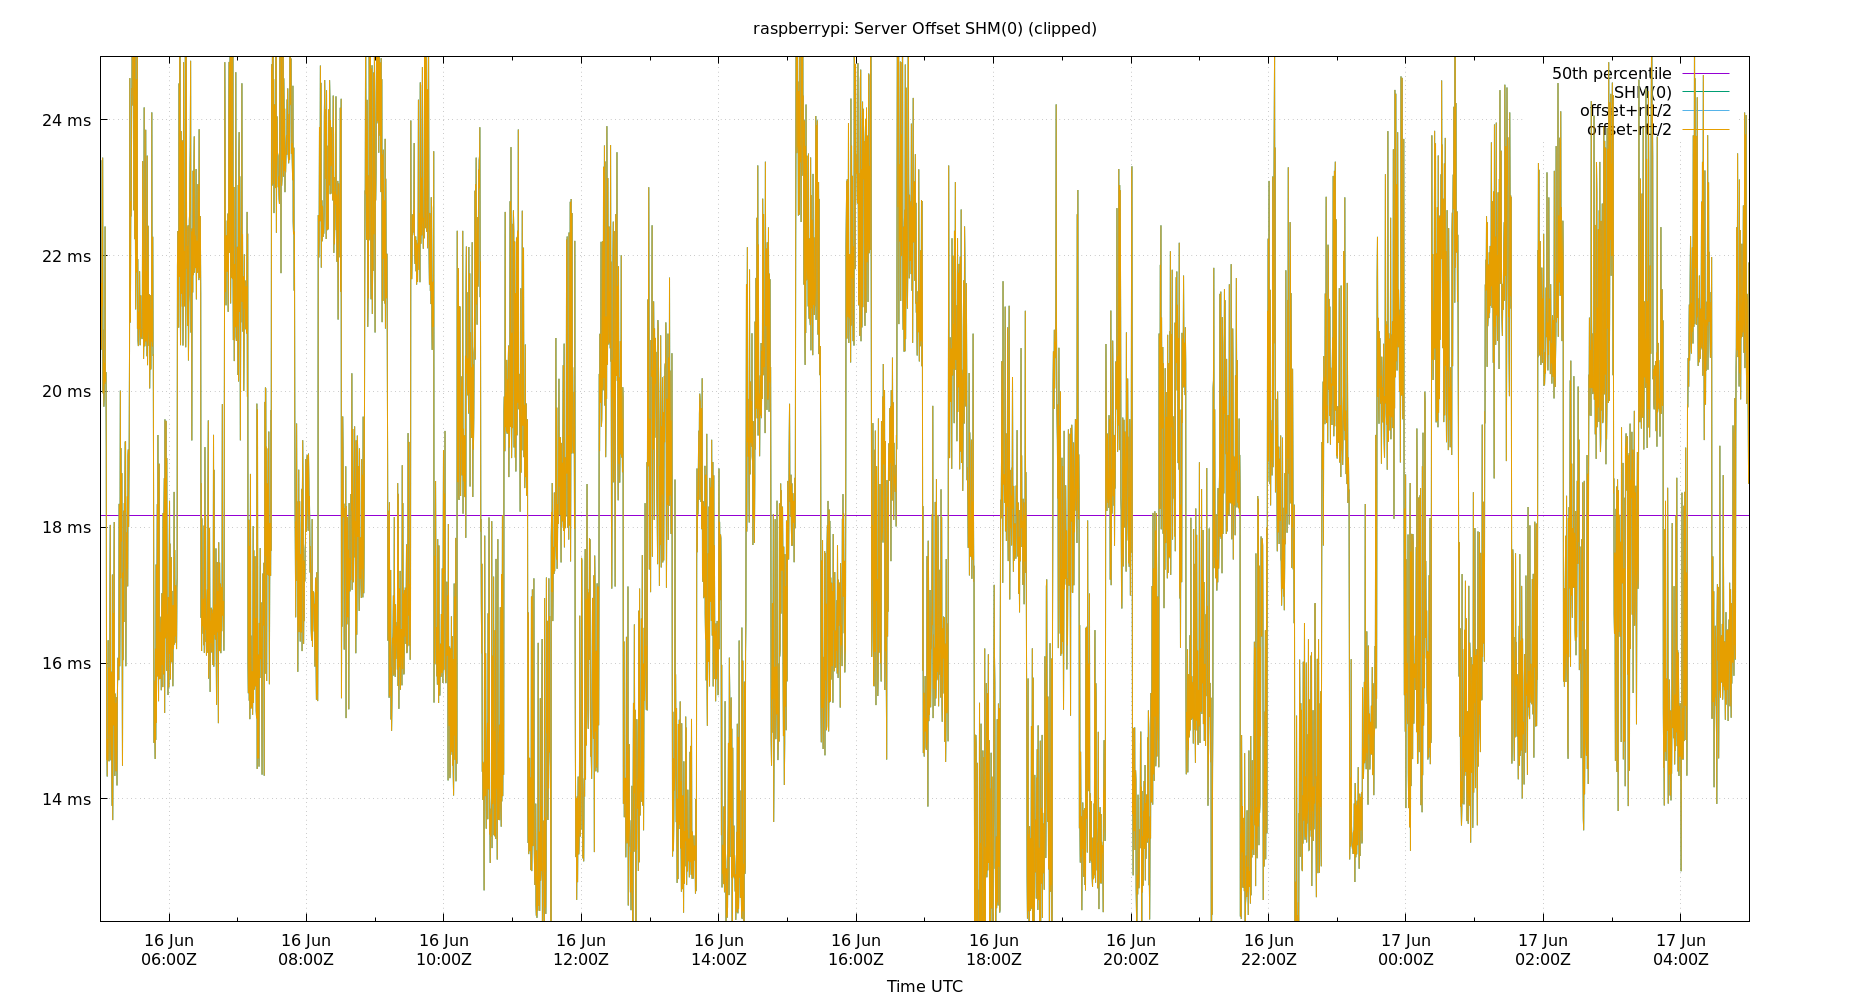 raspberrypi: Server Offset SHM(0) (clipped)
50th percentile
SHM(0)
offset+rtt/2
offset-rtt/2
24 ms
22 ms
20 ms
18 ms
16 ms
14 ms
16 Jun 16 Jun 16 Jun 16 Jun 16 Jun 16 Jun 16 Jun 16 Jun 16 Jun 17 Jun 17 Jun 17 Jun
06:00Z 08:00Z 10:00Z 12:00Z 14:00Z 16:00Z 18:00Z 20:00Z 22:00Z 00:00Z 02:00Z 04:00Z
Time UTC